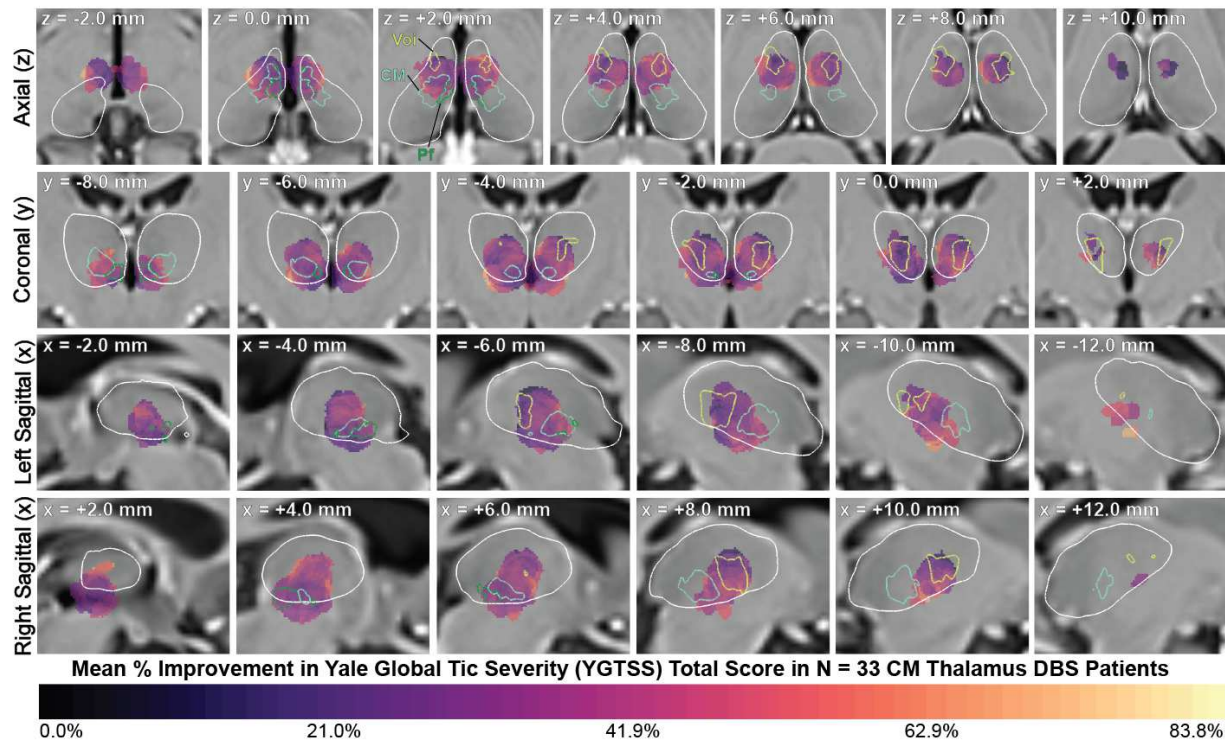 Axial (z)
z = -2.0 mm
z = 0.0 mm
z = +2.0 mm
z = +4.0 mm
z = +6.0 mm
z = +8.0 mm
z = +10.0 mm
Voi
CM
Pf
Coronal (y)
y = -8.0 mm
y = -6.0 mm
y = -4.0 mm
y = -2.0 mm
y = 0.0 mm
y = +2.0 mm
Left Sagittal (x)
x = -2.0 mm
x = -4.0 mm
x = -6.0 mm
x = -8.0 mm
x = -10.0 mm
x = -12.0 mm
Right Sagittal (x)
x = +2.0 mm
x = +4.0 mm
x = +6.0 mm
x = +8.0 mm
x = +10.0 mm
x = +12.0 mm
Mean % Improvement in Yale Global Tic Severity (YGTSS) Total Score in N = 33 CM Thalamus DBS Patients
0.0%
21.0%
41.9%
62.9%
83.8%